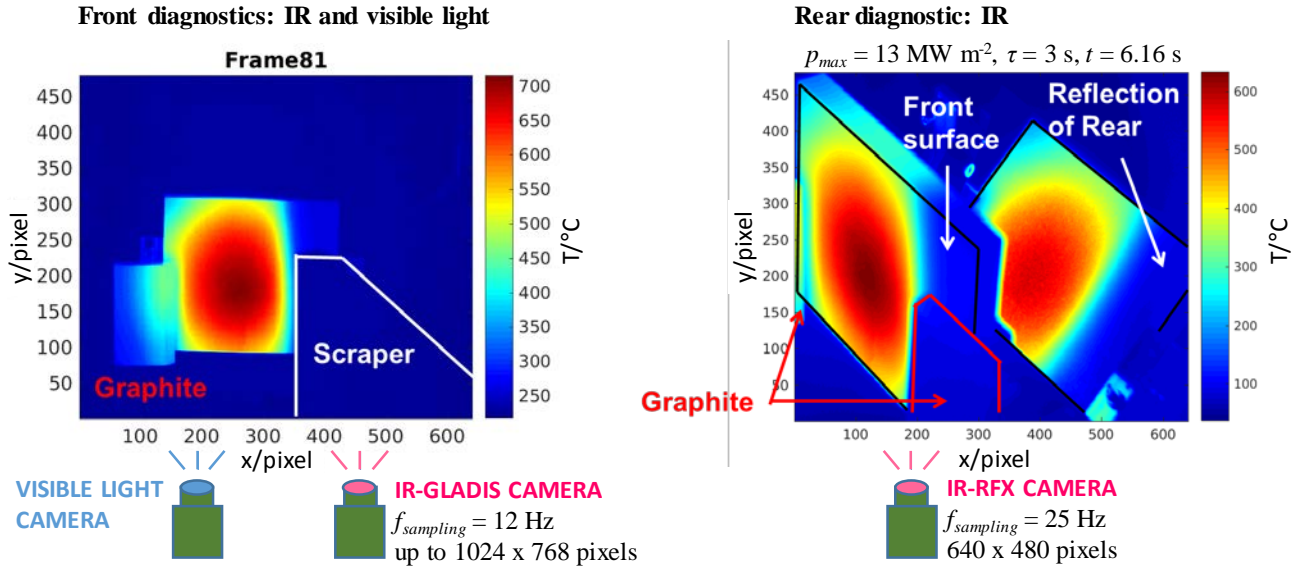 Front diagnostics: IR and visible light
Frame81
450
400
350
300
250
200
150
100
50
y/pixel
100 200 300 400 500 600
x/pixel
700
650
600
550
500
450
400
350
300
250
T/°C
Graphite
Scraper
VISIBLE LIGHT
CAMERA
IR-GLADIS CAMERA
f_sampling = 12 Hz
up to 1024 x 768 pixels
Rear diagnostic: IR
p_max = 13 MW m⁻², τ = 3 s, t = 6.16 s
450
400
350
300
250
200
150
100
50
y/pixel
100 200 300 400 500 600
x/pixel
600
500
400
300
200
100
T/°C
Front
surface
Reflection
of Rear
Graphite
IR-RFX CAMERA
f_sampling = 25 Hz
640 x 480 pixels